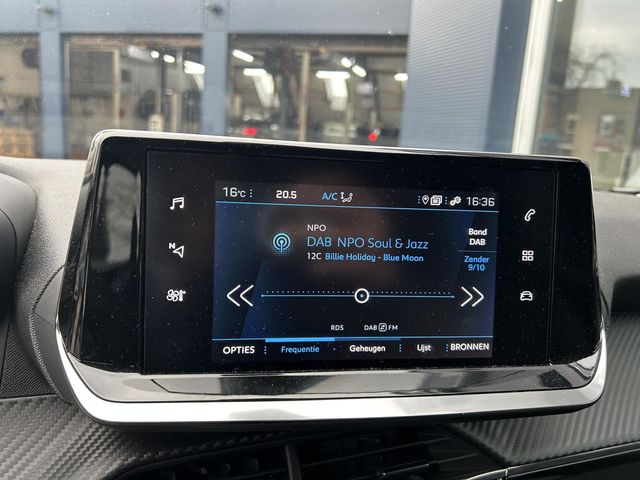 16°C 20.5 A/C 16:36
NPO
DAB NPO Soul & Jazz
12C Billie Holiday - Blue Moon
Band
DAB
Zender
9/10
N
RDS DAB FM
OPTIES Frequentie Geheugen Lijst BRONNEN